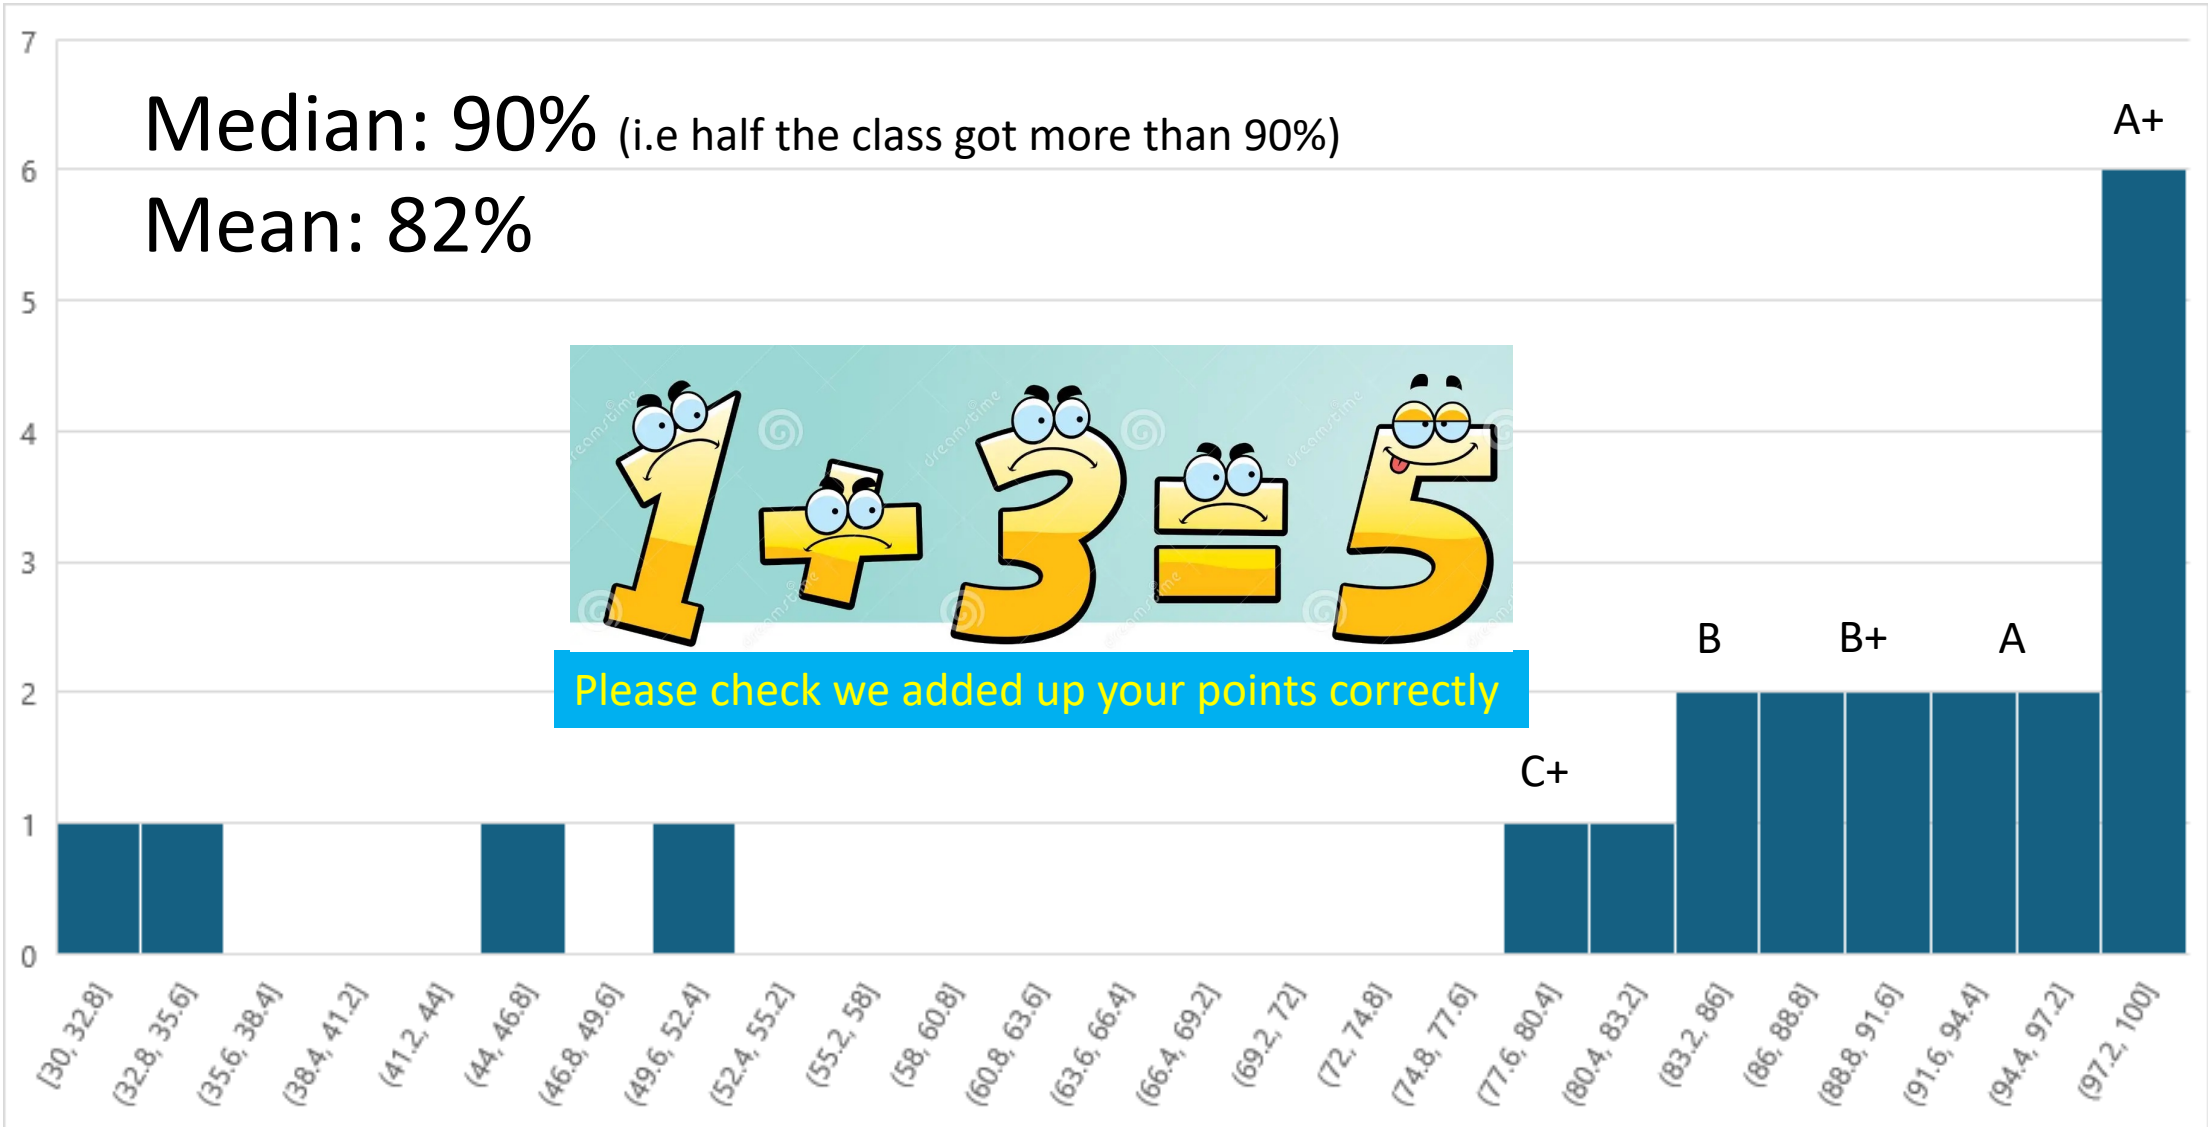 7
Median: 90% (i.e half the class got more than 90%)
A+
6
Mean: 82%
5
4
1 + 3 = 5
dreamstime
dreamstime
dreamstime
3
B
B+
A
2
Please check we added up your points correctly
C+
1
0
[30, 32.8]
(32.8, 35.6]
(35.6, 38.4]
(38.4, 41.2]
(41.2, 44]
(44, 46.8]
(46.8, 49.6]
(49.6, 52.4]
(52.4, 55.2]
(55.2, 58]
(58, 60.8]
(60.8, 63.6]
(63.6, 66.4]
(66.4, 69.2]
(69.2, 72]
(72, 74.8]
(74.8, 77.6]
(77.6, 80.4]
(80.4, 83.2]
(83.2, 86]
(86, 88.8]
(88.8, 91.6]
(91.6, 94.4]
(94.4, 97.2]
(97.2, 100]